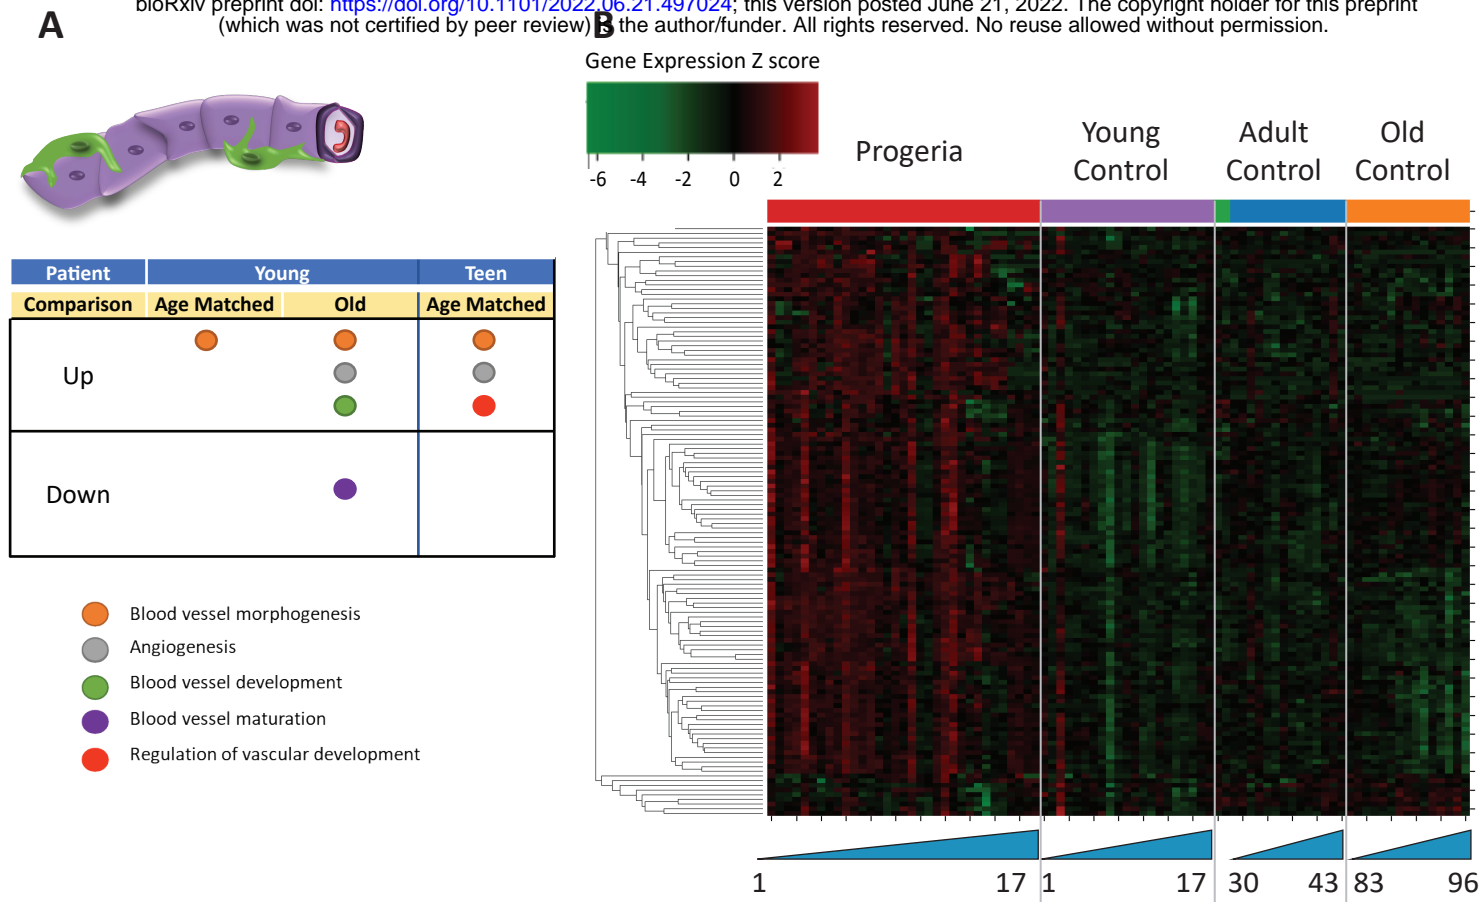 bioRxiv preprint doi: https://doi.org/10.1101/2022.06.21.497024; this version posted June 21, 2022. The copyright holder for this preprint
(which was not certified by peer review) is the author/funder. All rights reserved. No reuse allowed without permission.
A
B
Gene Expression Z score
-6 -4 -2 0 2
Progeria
Young
Control
Adult
Control
Old
Control
Patient Young Teen
Comparison Age Matched Old Age Matched
Up
Down
Blood vessel morphogenesis
Angiogenesis
Blood vessel development
Blood vessel maturation
Regulation of vascular development
1 17 1 17 30 43 83 96